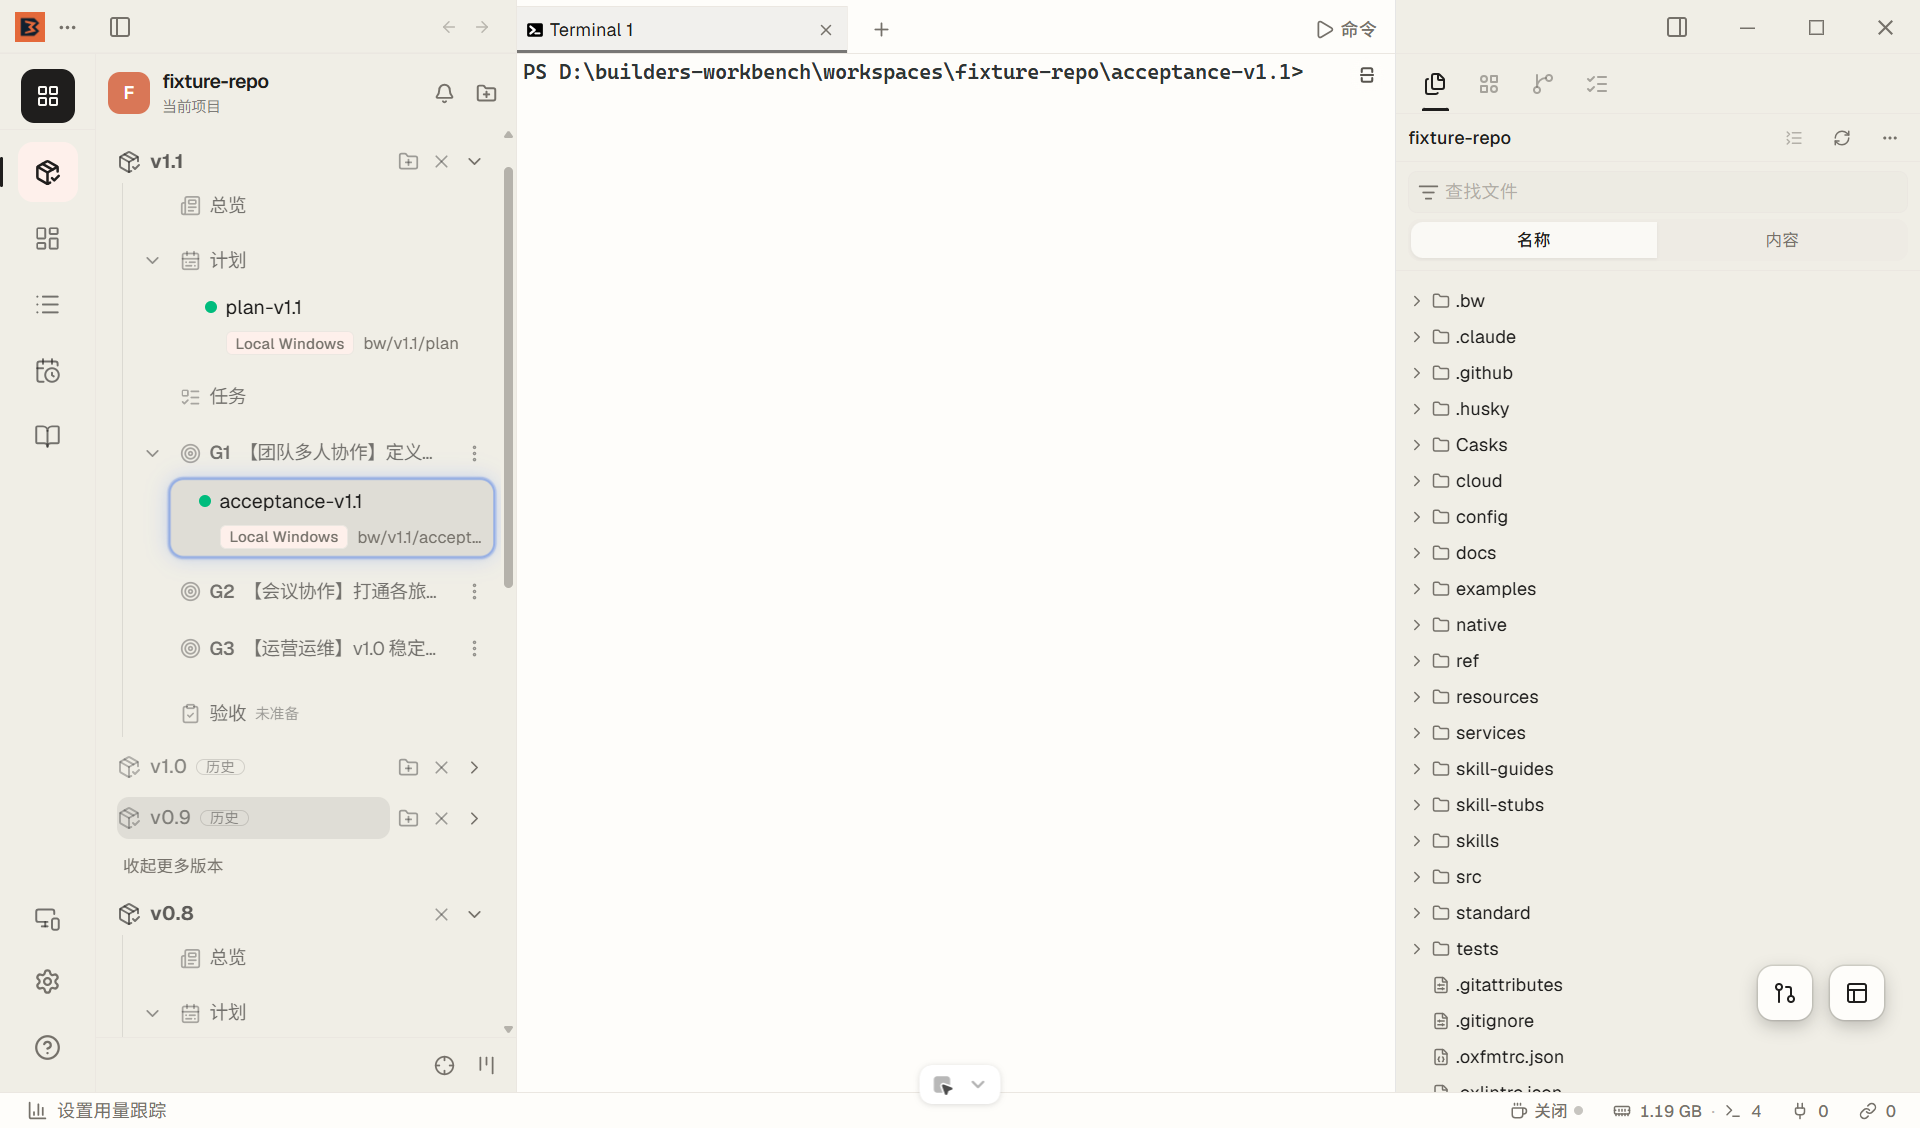 fixture-repo
当前项目
F
v1.1
总览
计划
plan-v1.1
Local Windows bw/v1.1/plan
任务
G1 【团队多人协作】定义...
acceptance-v1.1
Local Windows bw/v1.1/accept...
G2 【会议协作】打通各旅...
G3 【运营运维】v1.0 稳定...
验收 未准备
v1.0 历史
v0.9 历史
收起更多版本
v0.8
总览
计划
设置用量跟踪
Terminal 1
命令
PS D:\builders-workbench\workspaces\fixture-repo\acceptance-v1.1>
fixture-repo
查找文件
名称 内容
.bw
.claude
.github
.husky
Casks
cloud
config
docs
examples
native
ref
resources
services
skill-guides
skill-stubs
skills
src
standard
tests
.gitattributes
.gitignore
.oxfmtrc.json
.oxlintrc.json
关闭 1.19 GB · 4 0 0